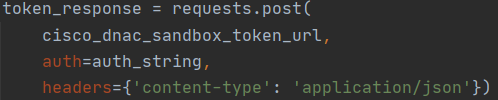 token_response = requests.post(
    cisco_dnac_sandbox_token_url,
    auth=auth_string,
    headers={'content-type': 'application/json'})